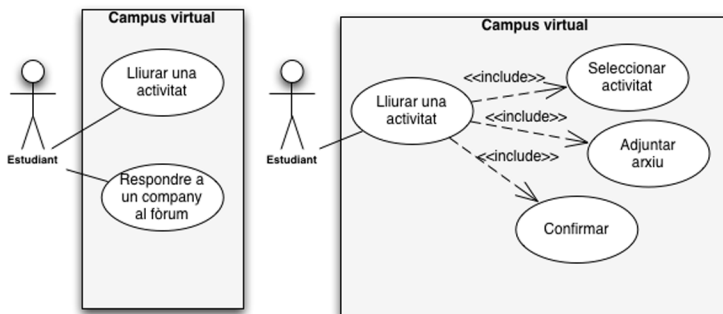 Campus virtual
Lliurar una
activitat
Estudiant
Respondre a
un company
al fòrum
Campus virtual
<<include>>
Seleccionar
activitat
Lliurar una
activitat
<<include>>
Adjuntar
arxiu
<<include>>
Estudiant
Confirmar